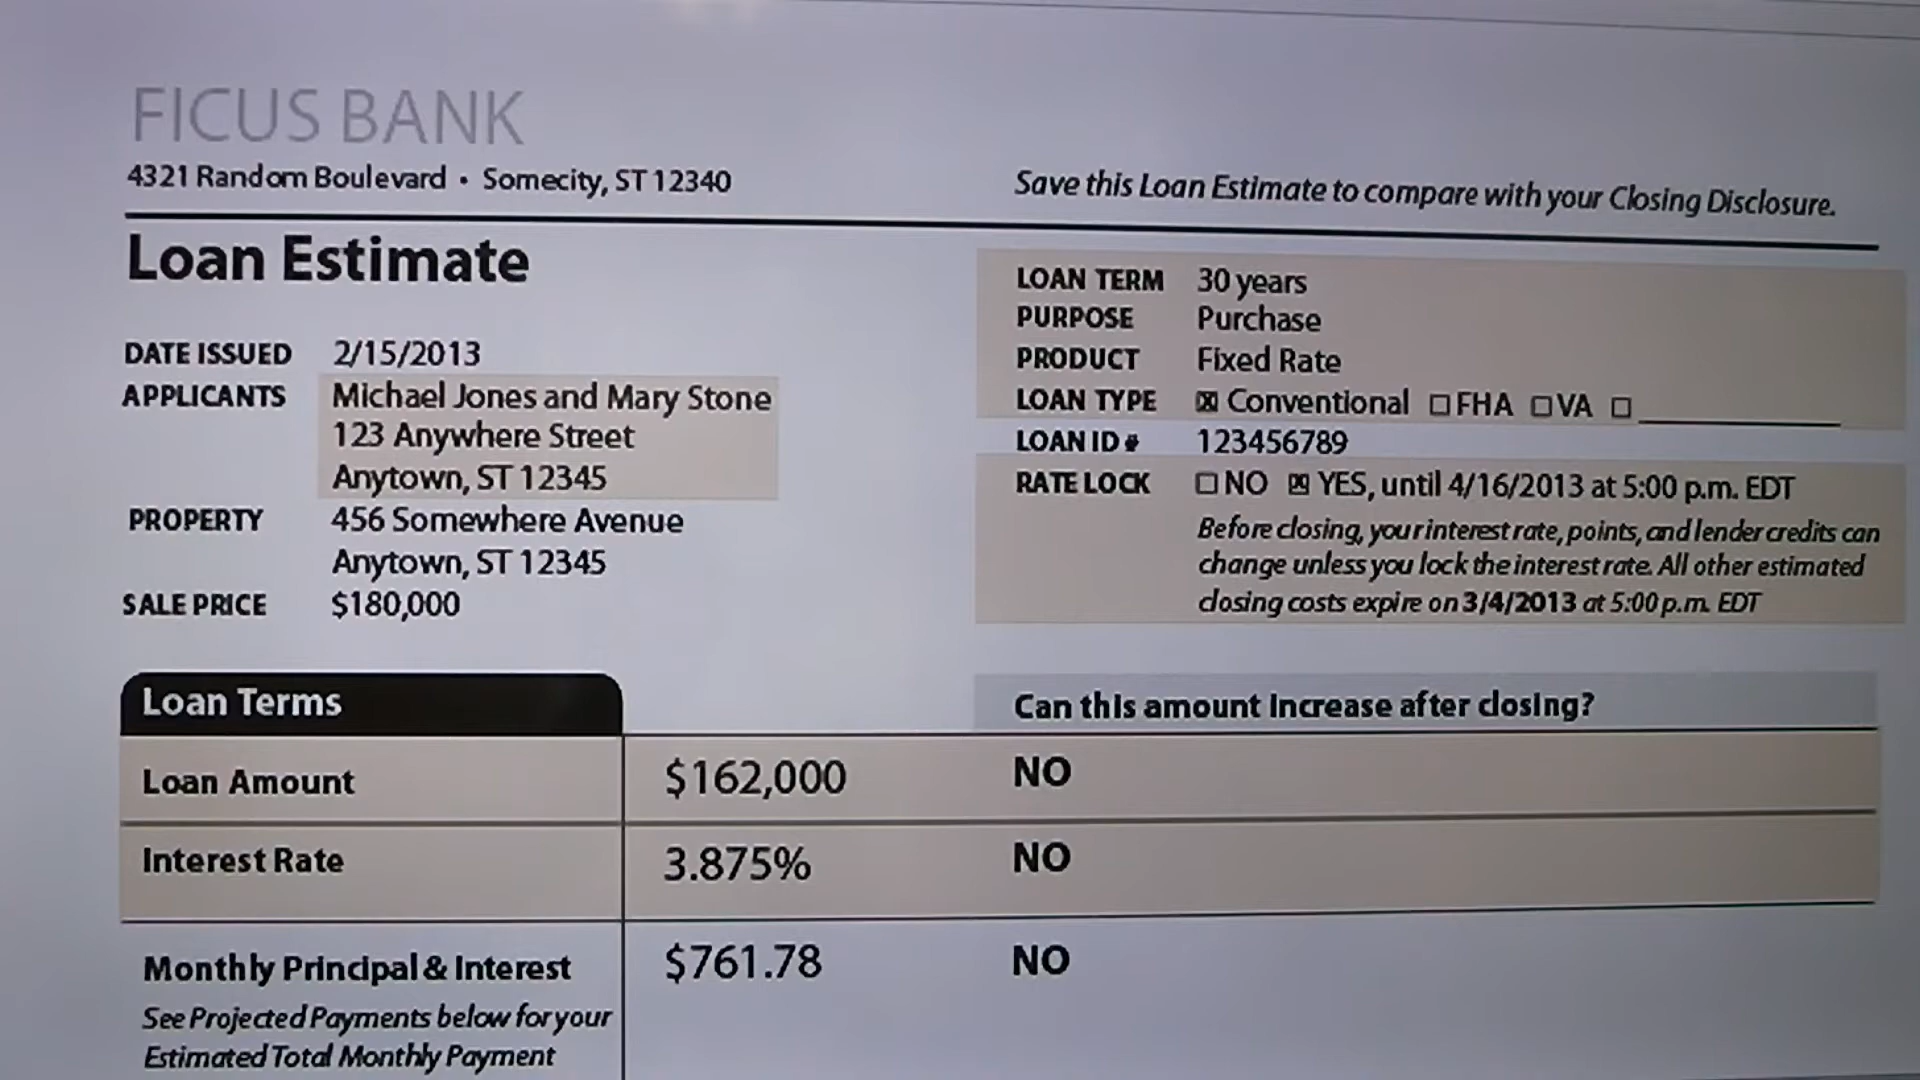 FICUS BANK
4321 Random Boulevard • Somecity, ST 12340
Save this Loan Estimate to compare with your Closing Disclosure.
Loan Estimate
DATE ISSUED 2/15/2013
APPLICANTS Michael Jones and Mary Stone
123 Anywhere Street
Anytown, ST 12345
PROPERTY 456 Somewhere Avenue
Anytown, ST 12345
SALE PRICE $180,000
LOAN TERM 30 years
PURPOSE Purchase
PRODUCT Fixed Rate
LOAN TYPE ☒ Conventional ☐ FHA ☐ VA ☐ ____________
LOAN ID # 123456789
RATE LOCK ☐ NO ☒ YES, until 4/16/2013 at 5:00 p.m. EDT
Before closing, your interest rate, points, and lender credits can
change unless you lock the interest rate. All other estimated
closing costs expire on 3/4/2013 at 5:00 p.m. EDT
Loan Terms Can this amount increase after closing?
Loan Amount $162,000 NO
Interest Rate 3.875% NO
Monthly Principal & Interest $761.78 NO
See Projected Payments below for your
Estimated Total Monthly Payment